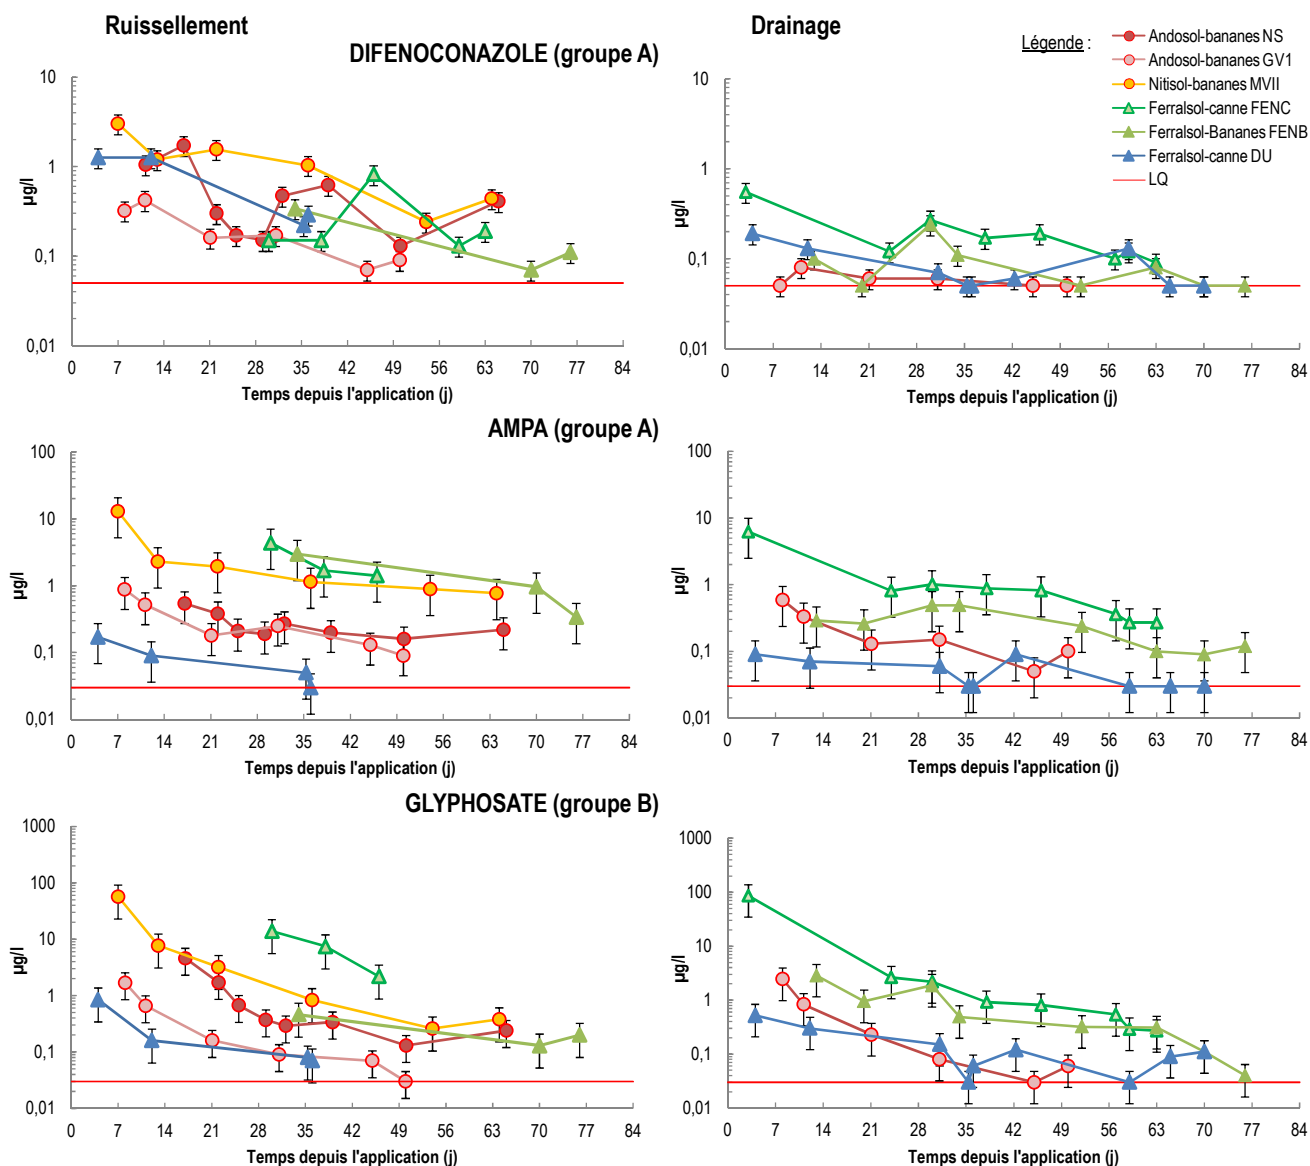 Ruissellement
Drainage
Légende :
Andosol-bananes NS
Andosol-bananes GV1
Nitisol-bananes MVII
Ferralsol-canne FENC
Ferralsol-Bananes FENB
Ferralsol-canne DU
LQ
DIFENOCONAZOLE (groupe A)
µg/l
10
1
0,1
0,01
0 7 14 21 28 35 42 49 56 63 70 77 84
Temps depuis l'application (j)
µg/l
10
1
0,1
0,01
0 7 14 21 28 35 42 49 56 63 70 77 84
Temps depuis l'application (j)
AMPA (groupe A)
µg/l
100
10
1
0,1
0,01
0 7 14 21 28 35 42 49 56 63 70 77 84
Temps depuis l'application (j)
µg/l
100
10
1
0,1
0,01
0 7 14 21 28 35 42 49 56 63 70 77 84
Temps depuis l'application (j)
GLYPHOSATE (groupe B)
µg/l
1000
100
10
1
0,1
0,01
0 7 14 21 28 35 42 49 56 63 70 77 84
Temps depuis l'application (j)
µg/l
1000
100
10
1
0,1
0,01
0 7 14 21 28 35 42 49 56 63 70 77 84
Temps depuis l'application (j)